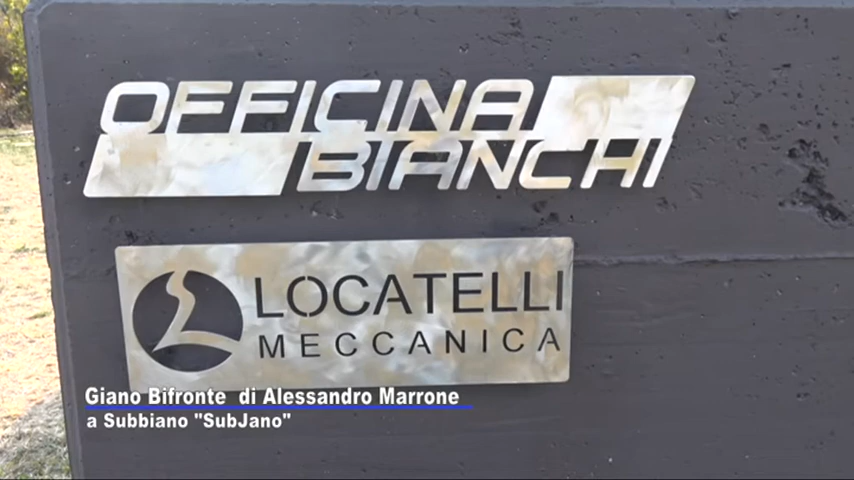 OFFICINA
BIANCHI
LOCATELLI
MECCANICA
Giano Bifronte  di Alessandro Marrone
a Subbiano "SubJano"